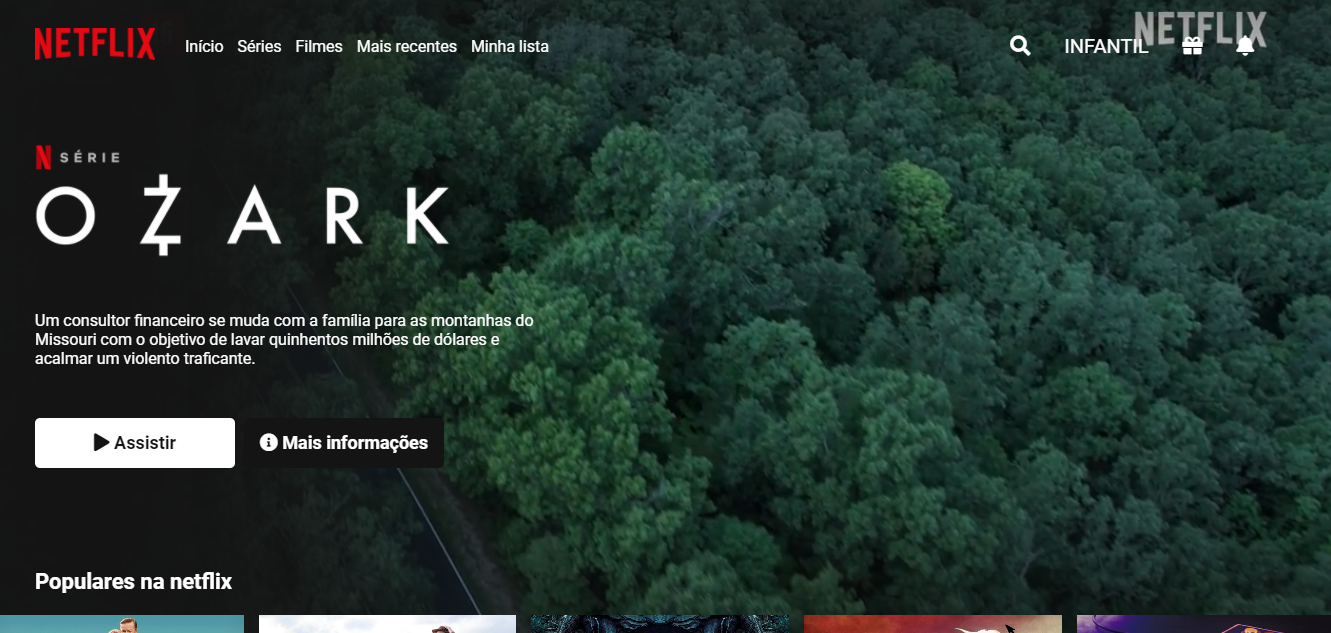 NETFLIX
Início Séries Filmes Mais recentes Minha lista
INFANTIL
NETFLIX
N SÉRIE
OZARK
Um consultor financeiro se muda com a família para as montanhas do
Missouri com o objetivo de lavar quinhentos milhões de dólares e
acalmar um violento traficante.
Assistir
Mais informações
Populares na netflix